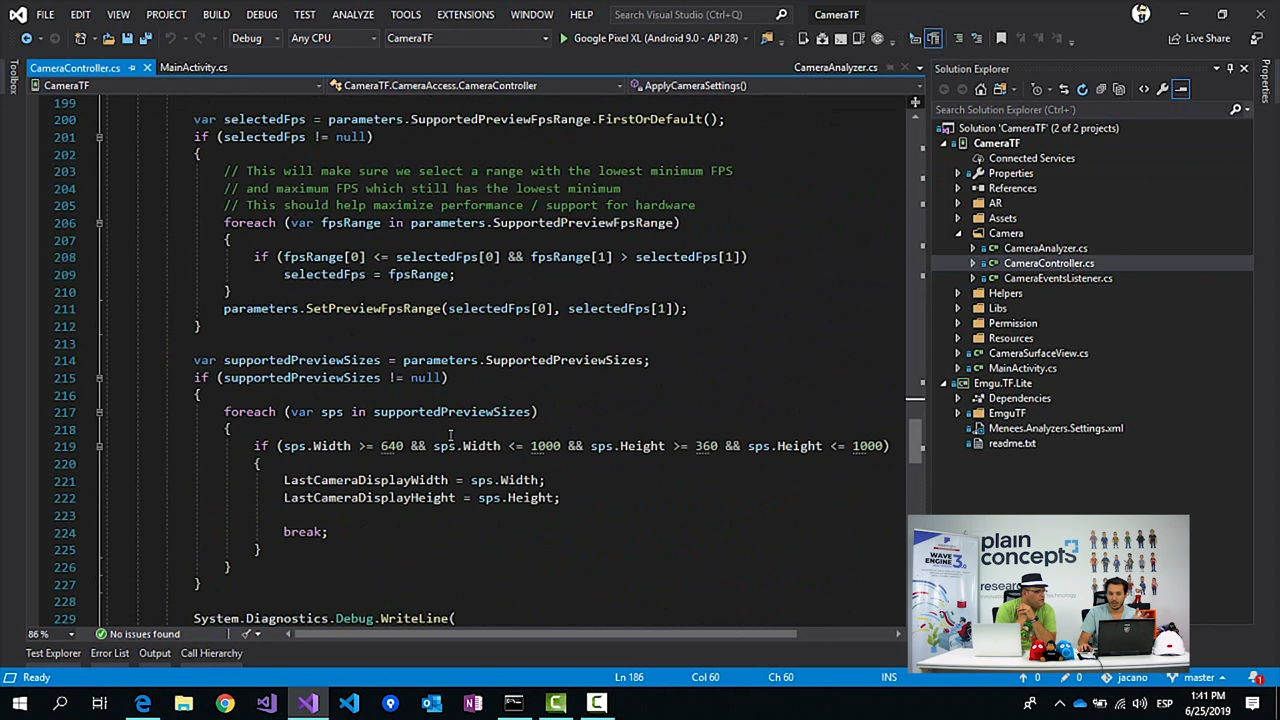 FILE EDIT VIEW PROJECT BUILD DEBUG TEST ANALYZE TOOLS EXTENSIONS WINDOW HELP Search Visual Studio (Ctrl+Q) CameraTF
Debug Any CPU CameraTF Google Pixel XL (Android 9.0 - API 28) Live Share
Toolbox
CameraController.cs MainActivity.cs CameraAnalyzer.cs
CameraTF CameraTF.CameraAccess.CameraController ApplyCameraSettings()
199
200 var selectedFps = parameters.SupportedPreviewFpsRange.FirstOrDefault();
201 if (selectedFps != null)
202 {
203 // This will make sure we select a range with the lowest minimum FPS
204 // and maximum FPS which still has the lowest minimum
205 // This should help maximize performance / support for hardware
206 foreach (var fpsRange in parameters.SupportedPreviewFpsRange)
207 {
208 if (fpsRange[0] <= selectedFps[0] && fpsRange[1] > selectedFps[1])
209 selectedFps = fpsRange;
210 }
211 parameters.SetPreviewFpsRange(selectedFps[0], selectedFps[1]);
212 }
213
214 var supportedPreviewSizes = parameters.SupportedPreviewSizes;
215 if (supportedPreviewSizes != null)
216 {
217 foreach (var sps in supportedPreviewSizes)
218 {
219 if (sps.Width >= 640 && sps.Width <= 1000 && sps.Height >= 360 && sps.Height <= 1000)
220 {
221 LastCameraDisplayWidth = sps.Width;
222 LastCameraDisplayHeight = sps.Height;
223
224 break;
225 }
226 }
227 }
228
229 System.Diagnostics.Debug.WriteLine(
86 % No issues found
Solution Explorer
Search Solution Explorer (Ctrl+')
Solution 'CameraTF' (2 of 2 projects)
CameraTF
Connected Services
Properties
References
AR
Assets
Camera
CameraAnalyzer.cs
CameraController.cs
CameraEventsListener.cs
Helpers
Libs
Permission
Resources
CameraSurfaceView.cs
MainActivity.cs
Emgu.TF.Lite
Dependencies
EmguTF
Menees.Analyzers.Settings.xml
readme.txt
Properties
plain
concepts
research
WAVE
ENGINE
3.0
Test Explorer Error List Output Call Hierarchy
Ready Ln 186 Col 60 Ch 60 INS 0 0 jacano master 1
ESP 1:41 PM
6/25/2019